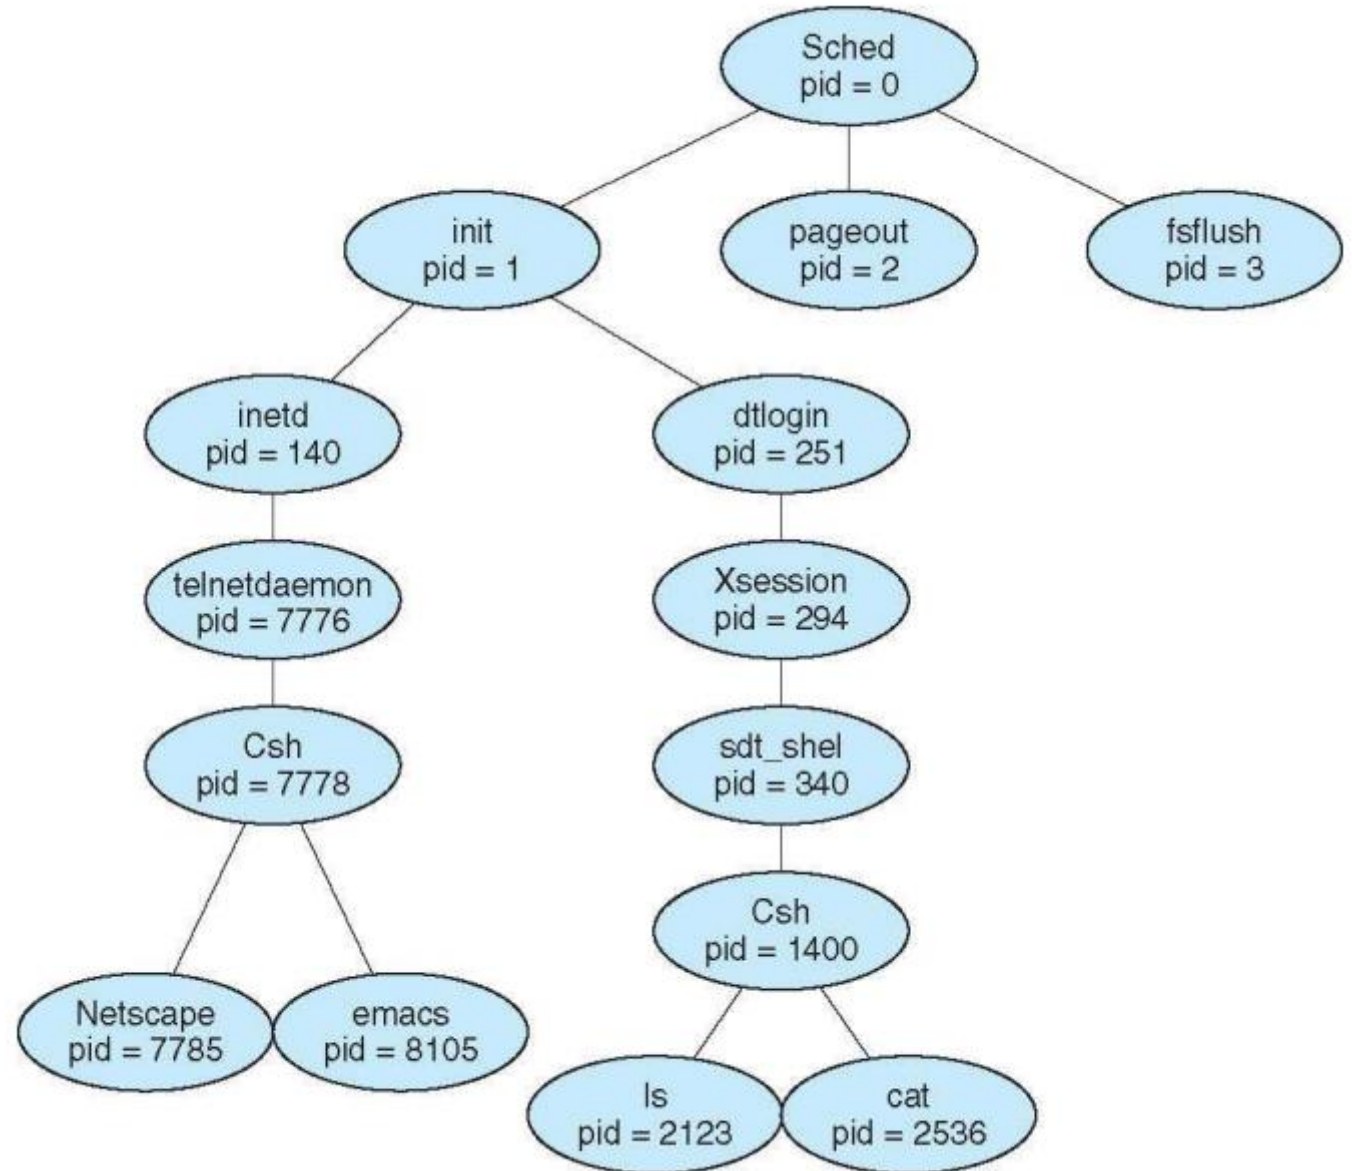 Sched
pid = 0
init
pid = 1
pageout
pid = 2
fsflush
pid = 3
inetd
pid = 140
dtlogin
pid = 251
telnetdaemon
pid = 7776
Xsession
pid = 294
Csh
pid = 7778
sdt_shel
pid = 340
Csh
pid = 1400
Netscape
pid = 7785
emacs
pid = 8105
ls
pid = 2123
cat
pid = 2536